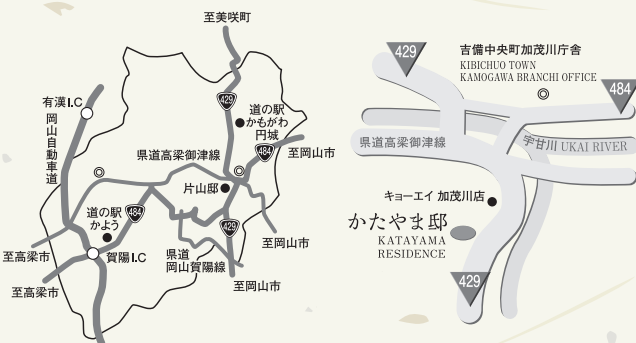 至美咲町
有漢I.C
岡山自動車道
429
道の駅
かもがわ
円城
484
至岡山市
県道高梁御津線
片山邸
道の駅
かよう
484
429
至高梁市
賀陽I.C
県道
岡山賀陽線
至岡山市
至高梁市
至岡山市
429
吉備中央町加茂川庁舎
KIBICHUO TOWN
KAMOGAWA BRANCHI OFFICE
484
県道高梁御津線
宇甘川 UKAI RIVER
キョーエイ 加茂川店
かたやま邸
KATAYAMA
RESIDENCE
429